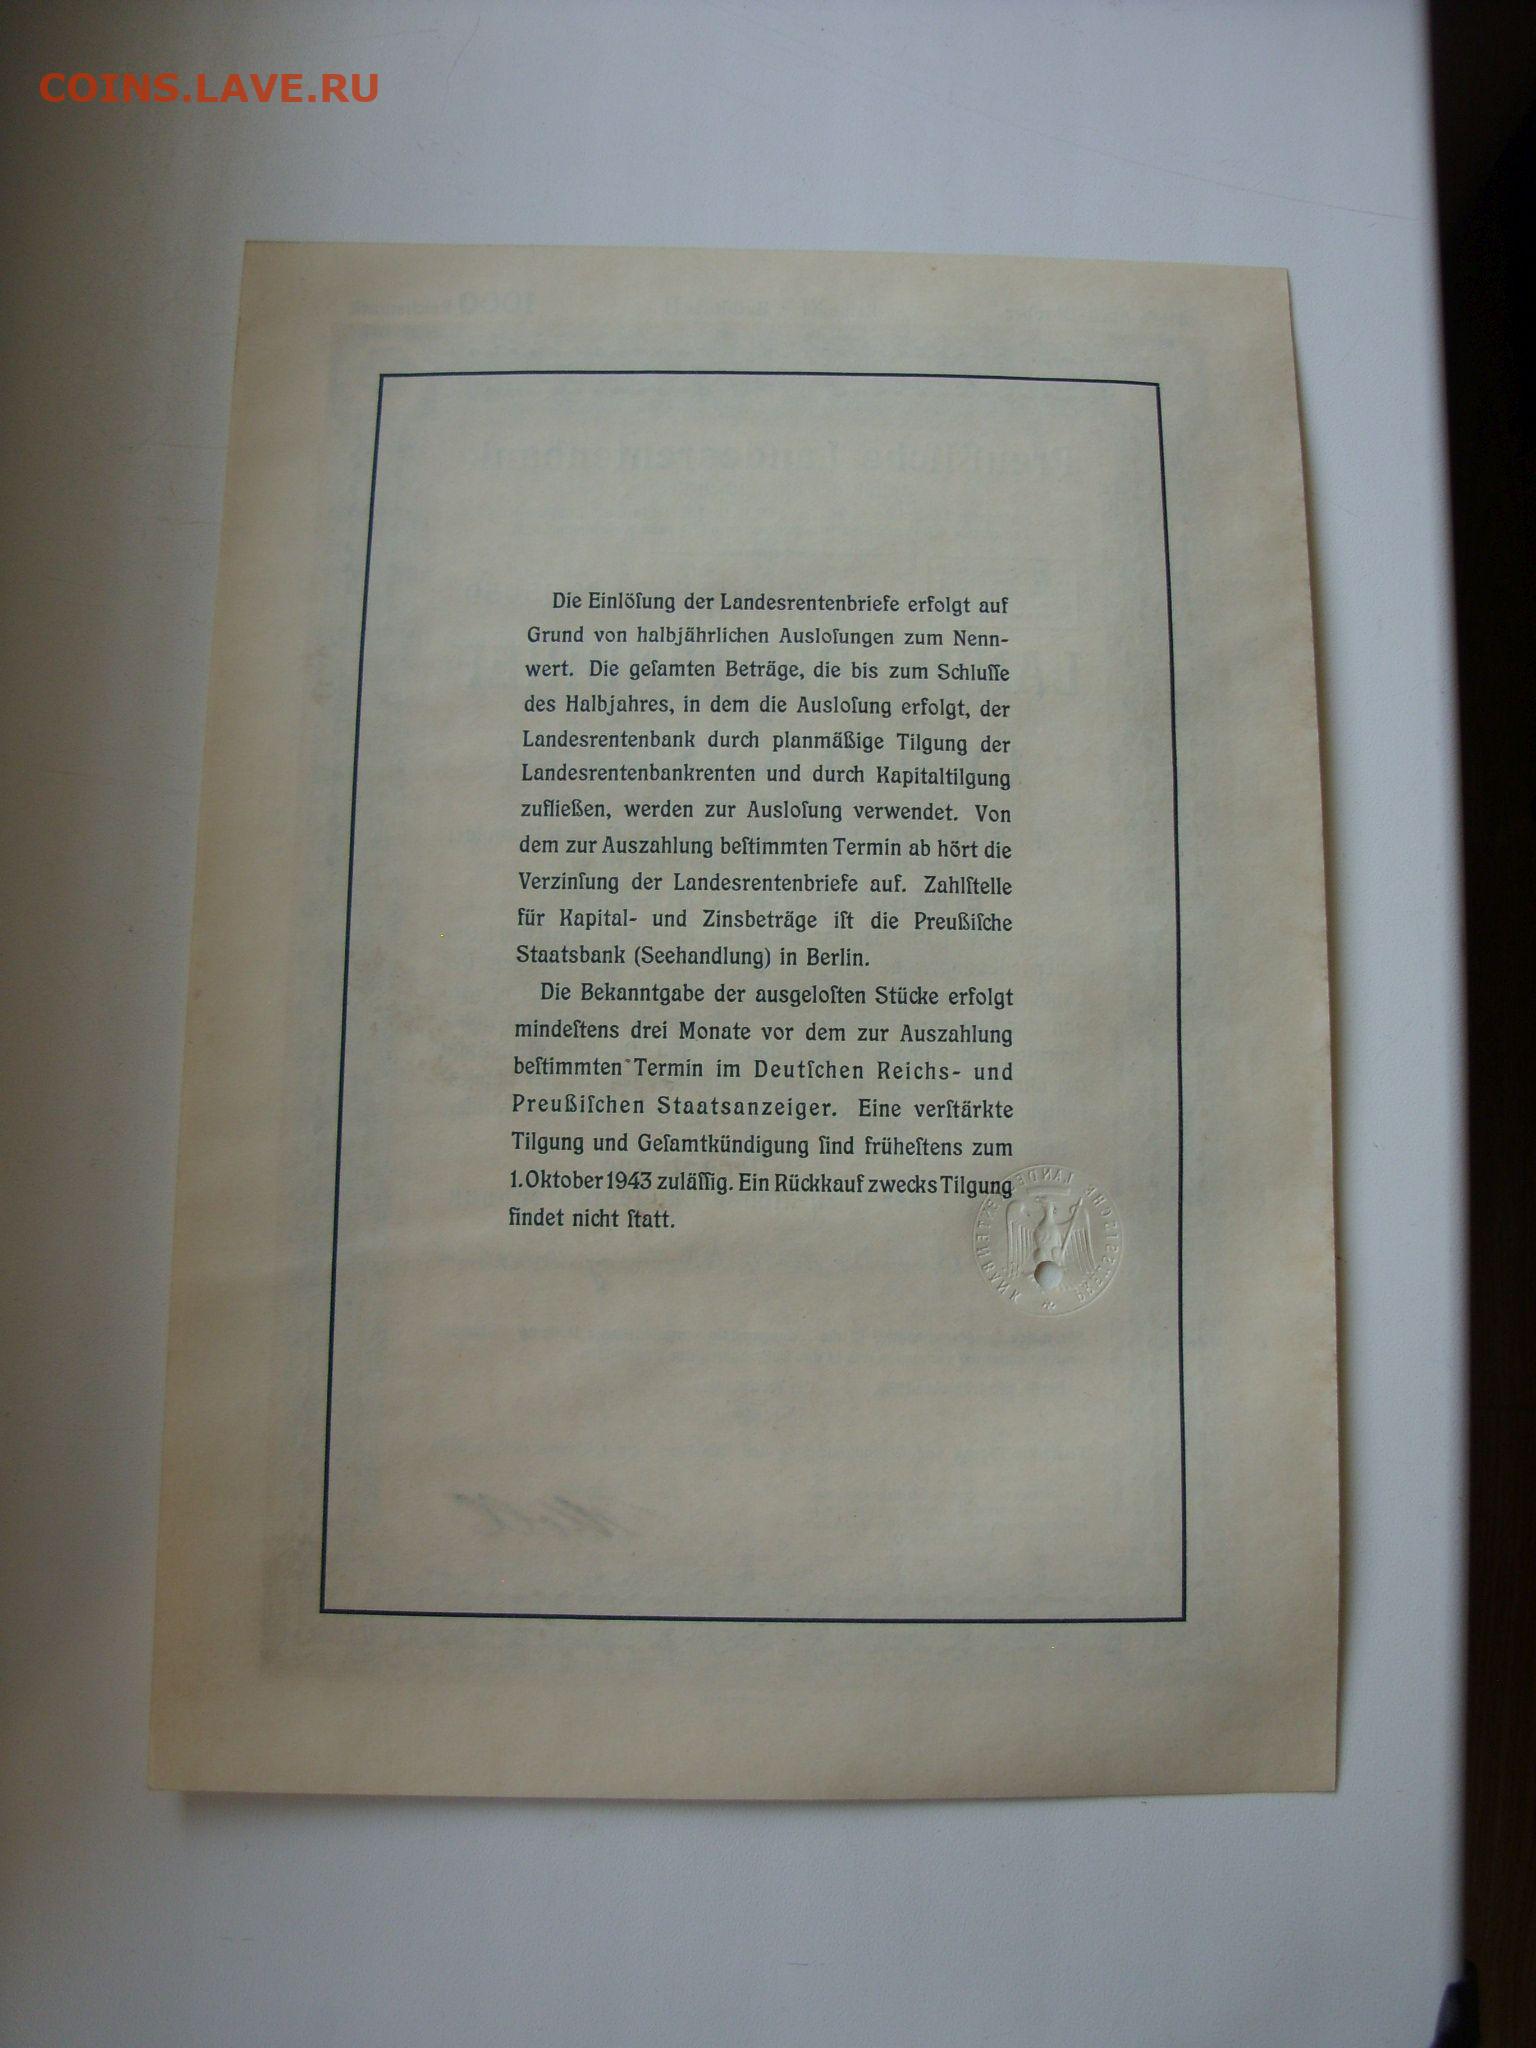 COINS.LAVE.RU
Die Einlöſung der Landesrentenbriefe erfolgt auf
Grund von halbjährlichen Ausloſungen zum Nenn-
wert. Die geſamten Beträge, die bis zum Schluſſe
des Halbjahres, in dem die Ausloſung erfolgt, der
Landesrentenbank durch planmäßige Tilgung der
Landesrentenbankrenten und durch Kapitaltilgung
zufließen, werden zur Ausloſung verwendet. Von
dem zur Auszahlung beſtimmten Termin ab hört die
Verzinſung der Landesrentenbriefe auf. Zahlſtelle
für Kapital- und Zinsbeträge iſt die Preußiſche
Staatsbank (Seehandlung) in Berlin.
Die Bekanntgabe der ausgeloſten Stücke erfolgt
mindeſtens drei Monate vor dem zur Auszahlung
beſtimmten Termin im Deutſchen Reichs- und
Preußiſchen Staatsanzeiger. Eine verſtärkte
Tilgung und Geſamtkündigung ſind früheſtens zum
1. Oktober 1943 zuläſſig. Ein Rückkauf zwecks Tilgung
findet nicht ſtatt.
PREUSSISCHE LANDESRENTENBANK